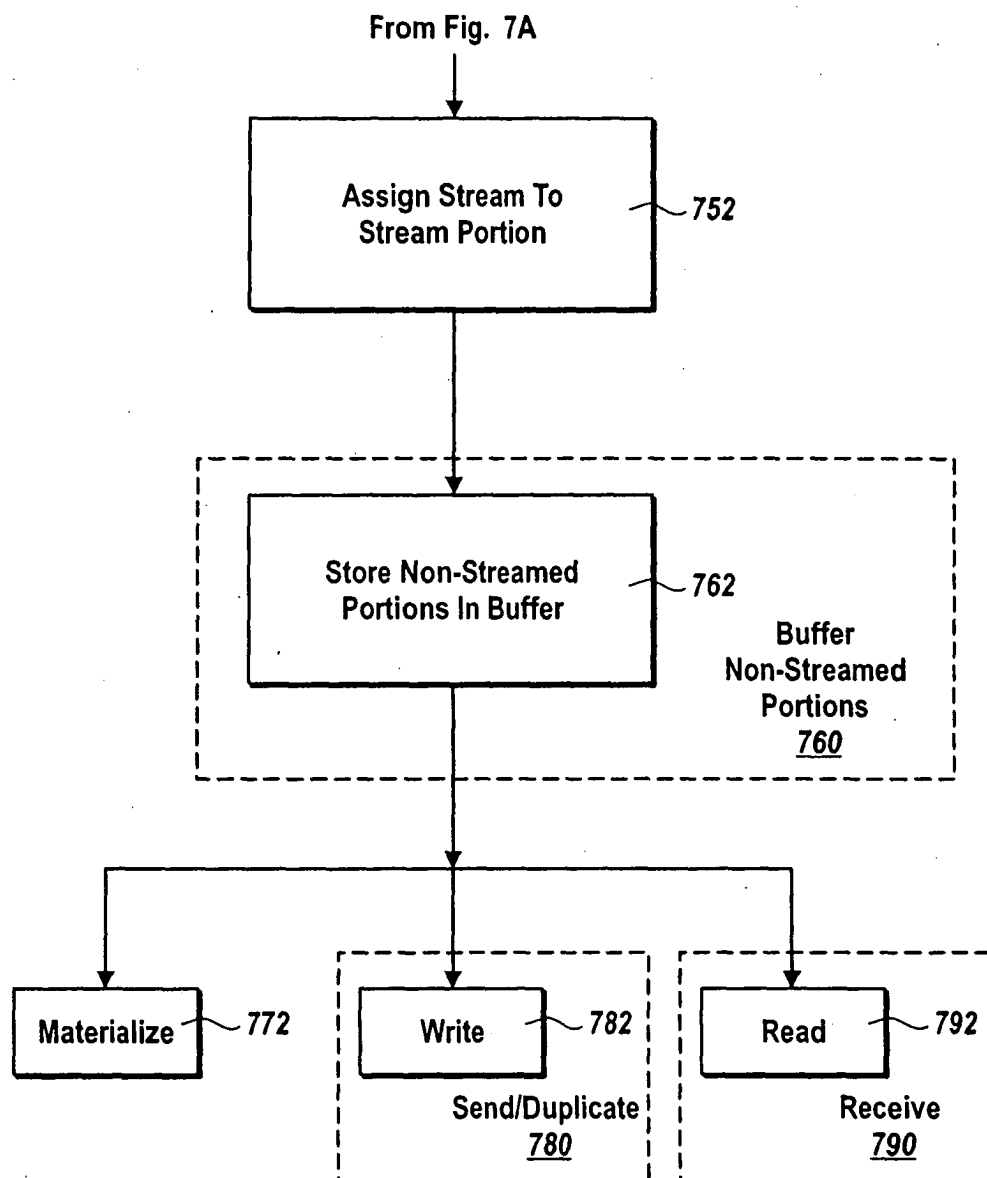 From Fig. 7A
Assign Stream To
Stream Portion
752
Store Non-Streamed
Portions In Buffer
762
Buffer
Non-Streamed
Portions
760
Materialize
772
Write
782
Read
792
Send/Duplicate
780
Receive
790